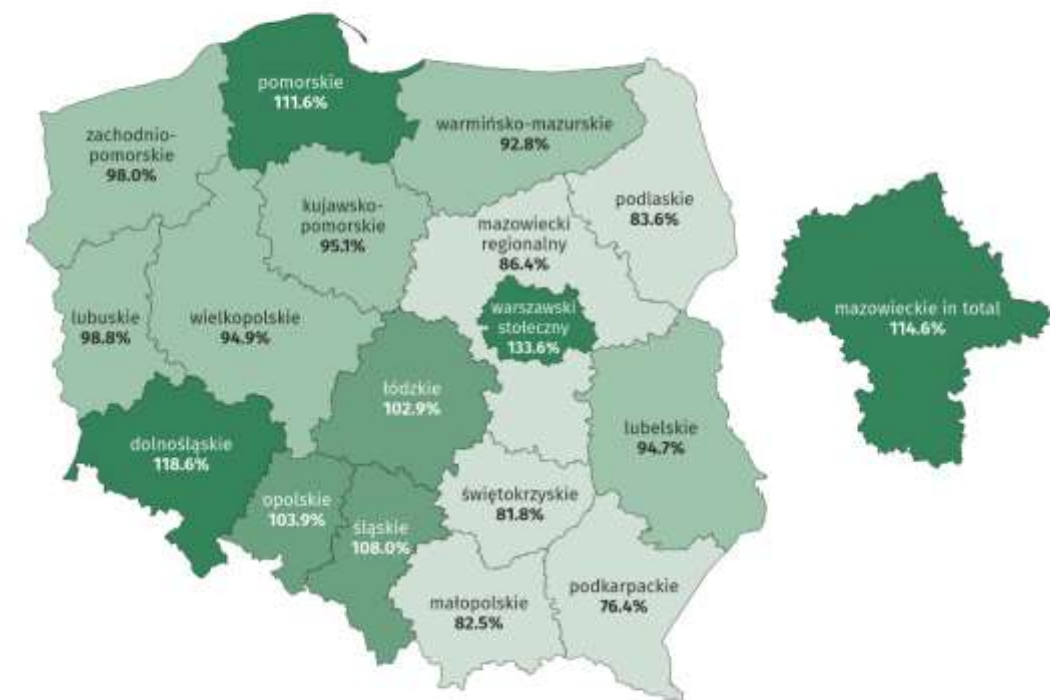 pomorskie
111.6%
warmińsko-mazurskie
92.8%
zachodnio-
pomorskie
98.0%
podlaskie
83.6%
kujawsko-
pomorskie
95.1%
mazowiecki
regionalny
86.4%
warszawski
stołeczny
133.6%
mazowieckie in total
114.6%
lubuskie
98.8%
wielkopolskie
94.9%
łódzkie
102.9%
lubelskie
94.7%
dolnośląskie
118.6%
opolskie
103.9%
śląskie
108.0%
świętokrzyskie
81.8%
podkarpackie
76.4%
małopolskie
82.5%